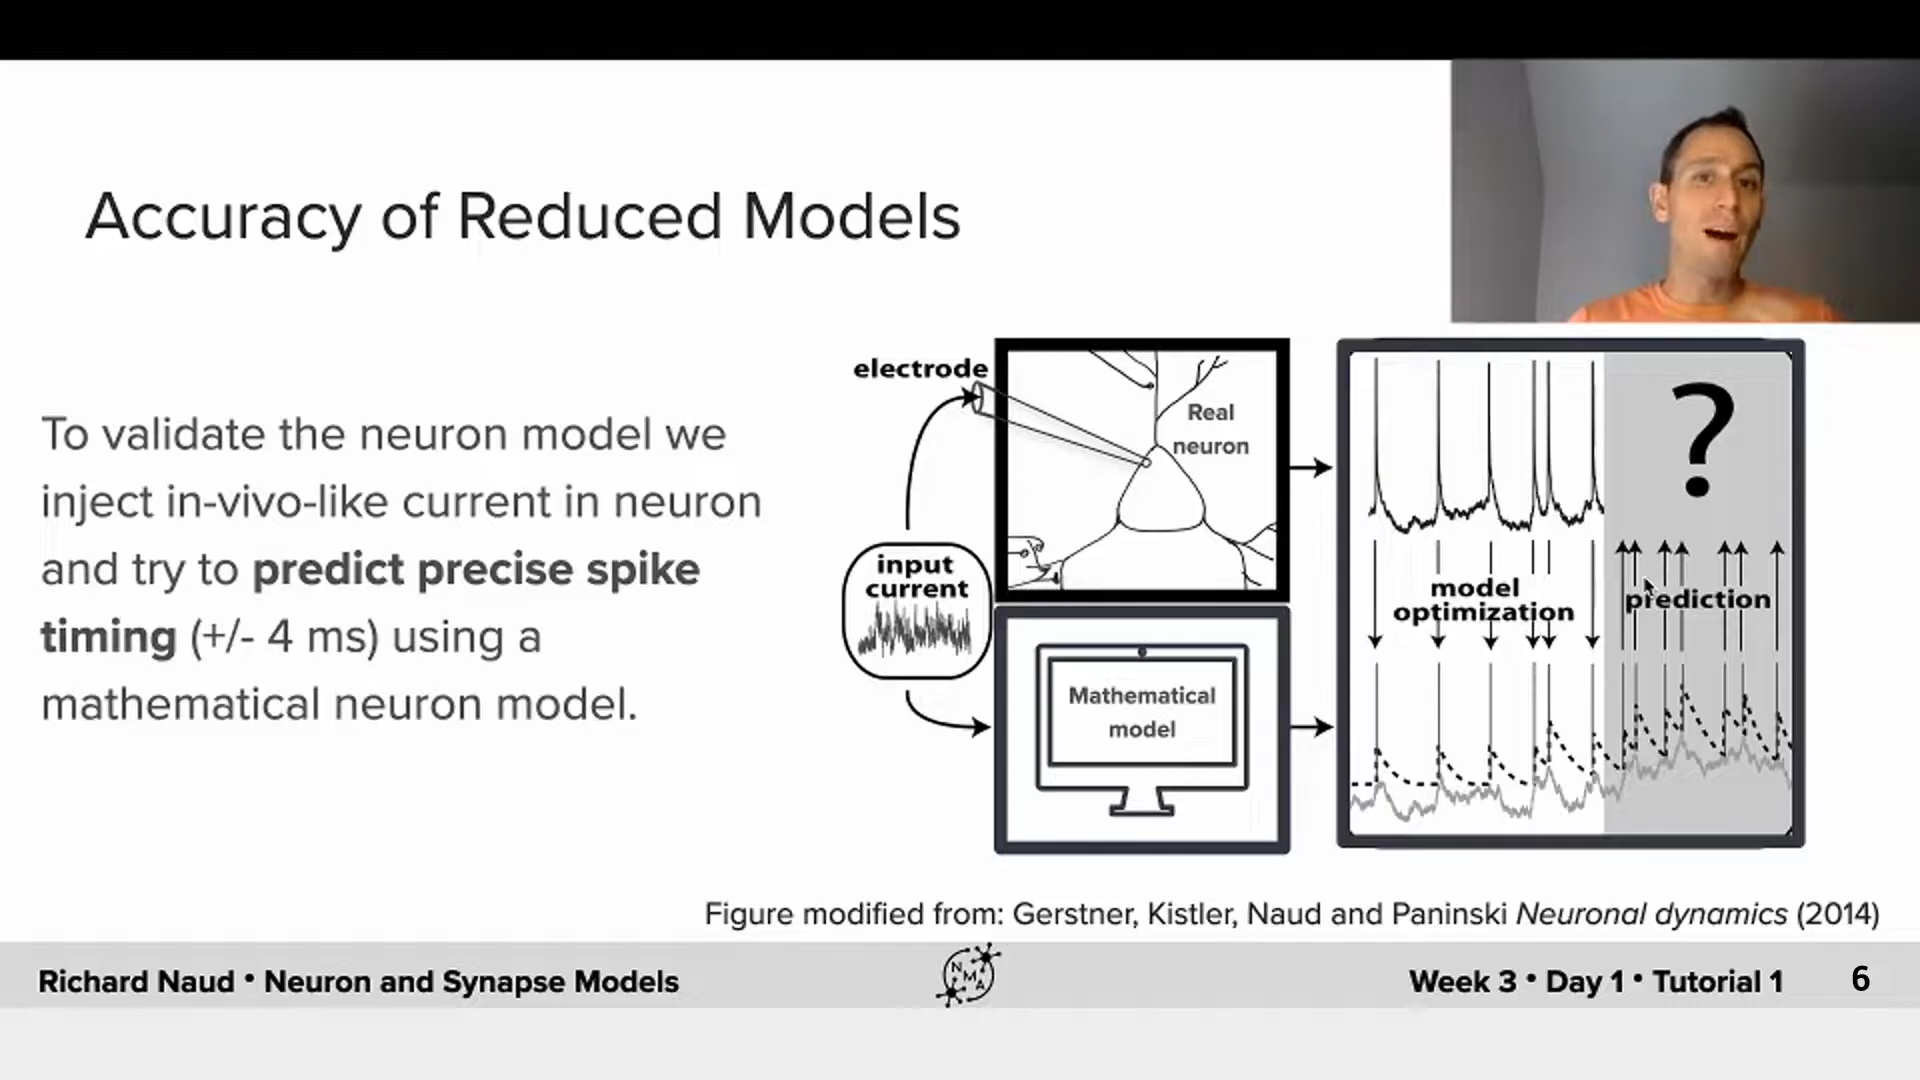 Accuracy of Reduced Models
To validate the neuron model we
inject in-vivo-like current in neuron
and try to predict precise spike
timing (+/- 4 ms) using a
mathematical neuron model.
electrode
Real
neuron
input
current
Mathematical
model
?
model
optimization
prediction
Figure modified from: Gerstner, Kistler, Naud and Paninski Neuronal dynamics (2014)
Richard Naud • Neuron and Synapse Models
N
M
A
Week 3 • Day 1 • Tutorial 1
6